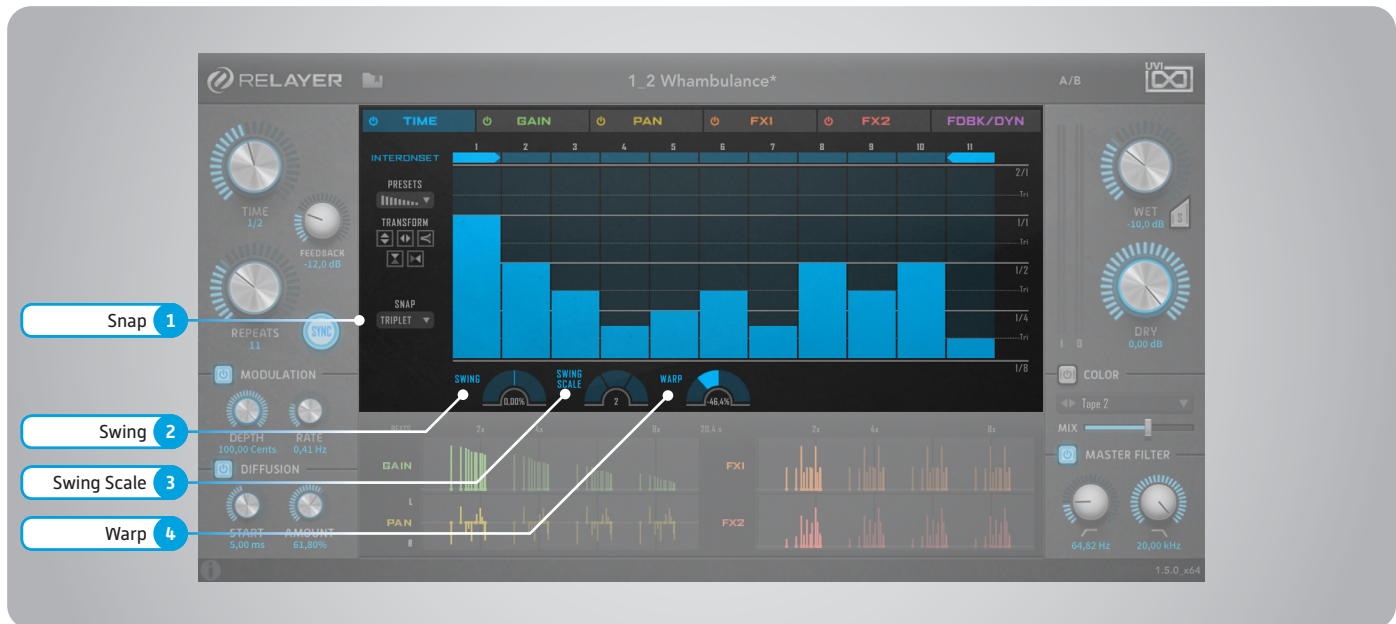 RELAYER
1_2 Whambulance*
A/B
UVI
TIME
GAIN
PAN
FX1
FX2
FDBK/DYN
INTERONSET
1 2 3 4 5 6 7 8 9 10 11
PRESETS
TRANSFORM
SNAP
TRIPLET
2/1
Tri
1/1
Tri
1/2
Tri
1/4
Tri
1/8
SWING
0,00%
SWING
SCALE
2
WARP
-46,4%
TIME
1/2
FEEDBACK
-12,0 dB
REPEATS
11
SYNC
MODULATION
DEPTH
100,00 Cents
RATE
0,41 Hz
DIFFUSION
START
5,00 ms
AMOUNT
61,80%
Snap 1
Swing 2
Swing Scale 3
Warp 4
BEATS 2x 4x 8x 20.4 s 2x 4x 8x
GAIN
FX1
L
PAN
R
FX2
WET
-10,0 dB
S
DRY
0,00 dB
I O
COLOR
Tape 2
MIX
MASTER FILTER
64,82 Hz
20,00 kHz
i
1.5.0_x64